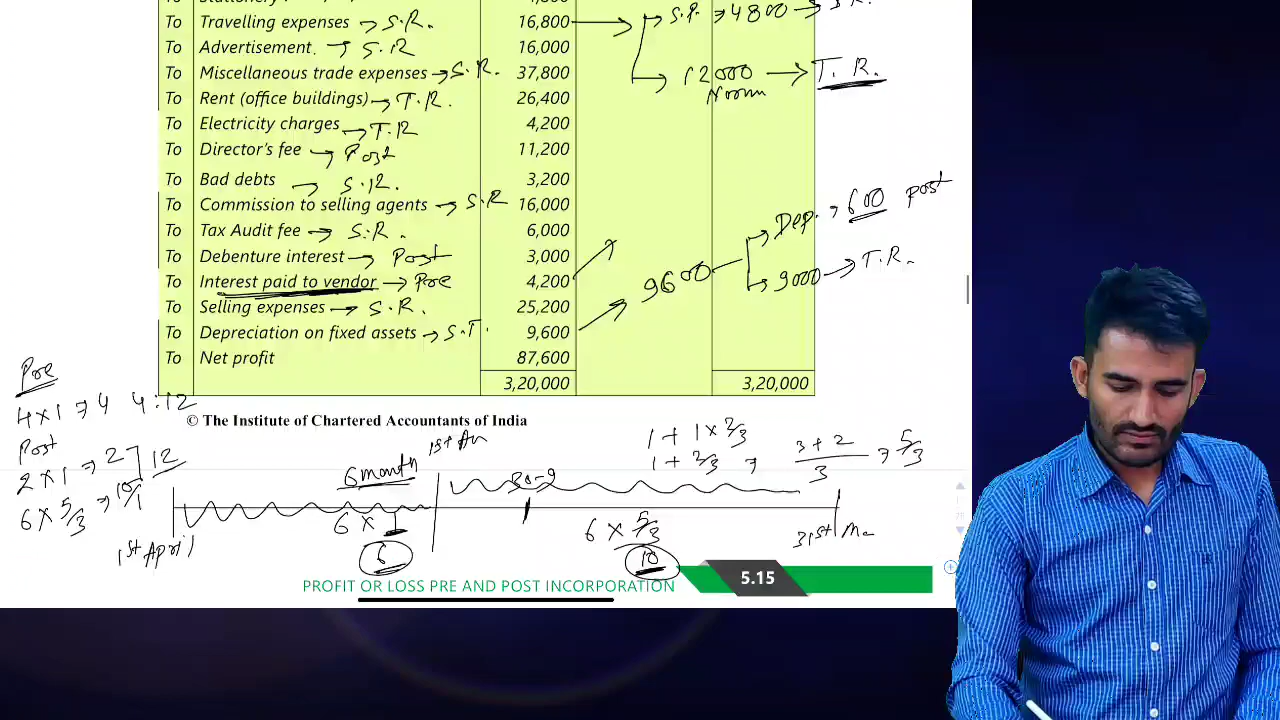 S.P. → 4800 → S.R.
To Travelling expenses → S.R. 16,800
To Advertisement. → S.R 16,000
To Miscellaneous trade expenses → S.R. 37,800 12000 → T.R.
Norm
To Rent (office buildings) → T.R. 26,400
To Electricity charges → T.R 4,200
To Director's fee → Post 11,200
To Bad debts → S.R. 3,200
To Commission to selling agents → S.R 16,000 Dep. → 600 post
To Tax Audit fee → S.R. 6,000
To Debenture interest → Post 3,000 9600
To Interest paid to vendor → Pre 4,200 9000 → T.R.
To Selling expenses → S.R. 25,200
To Depreciation on fixed assets → S.T. 9,600
To Net profit 87,600
3,20,000 3,20,000
© The Institute of Chartered Accountants of India
Pre
4 x 1 → 4 4:12
Post
2 x 1 → 2 12
6 x 5/3 → 10
1 + 1 x 2/3
1 + 2/3 → 3+2/3 → 5/3
6 month
30-9
6 x 1
6
6 x 5/3
10
1st April
31st Ma
PROFIT OR LOSS PRE AND POST INCORPORATION 5.15